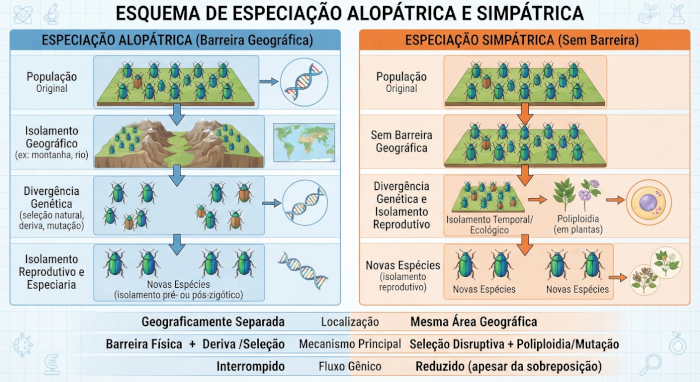 ESQUEMA DE ESPECIAÇÃO ALOPÁTRICA E SIMPÁTRICA
ESPECIAÇÃO ALOPÁTRICA (Barreira Geográfica)
População
Original
Isolamento
Geográfico
(ex: montanha, rio)
Divergência
Genética
(seleção natural,
deriva, mutação)
Isolamento
Reprodutivo e
Especiaria
Novas Espécies
(isolamento pré- ou pós-zigótico)
ESPECIAÇÃO SIMPÁTRICA (Sem Barreira)
População
Original
Sem Barreira
Geográfica
Divergência
Genética e
Isolamento
Reprodutivo
Isolamento Temporal/
Ecológico
Poliploidia
(em plantas)
Novas Espécies
(isolamento
reprodutivo)
Novas Espécies
Novas Espécies
Geograficamente Separada Localização Mesma Área Geográfica
Barreira Física + Deriva /Seleção Mecanismo Principal Seleção Disruptiva + Poliploidia/Mutação
Interrompido Fluxo Gênico Reduzido (apesar da sobreposição)